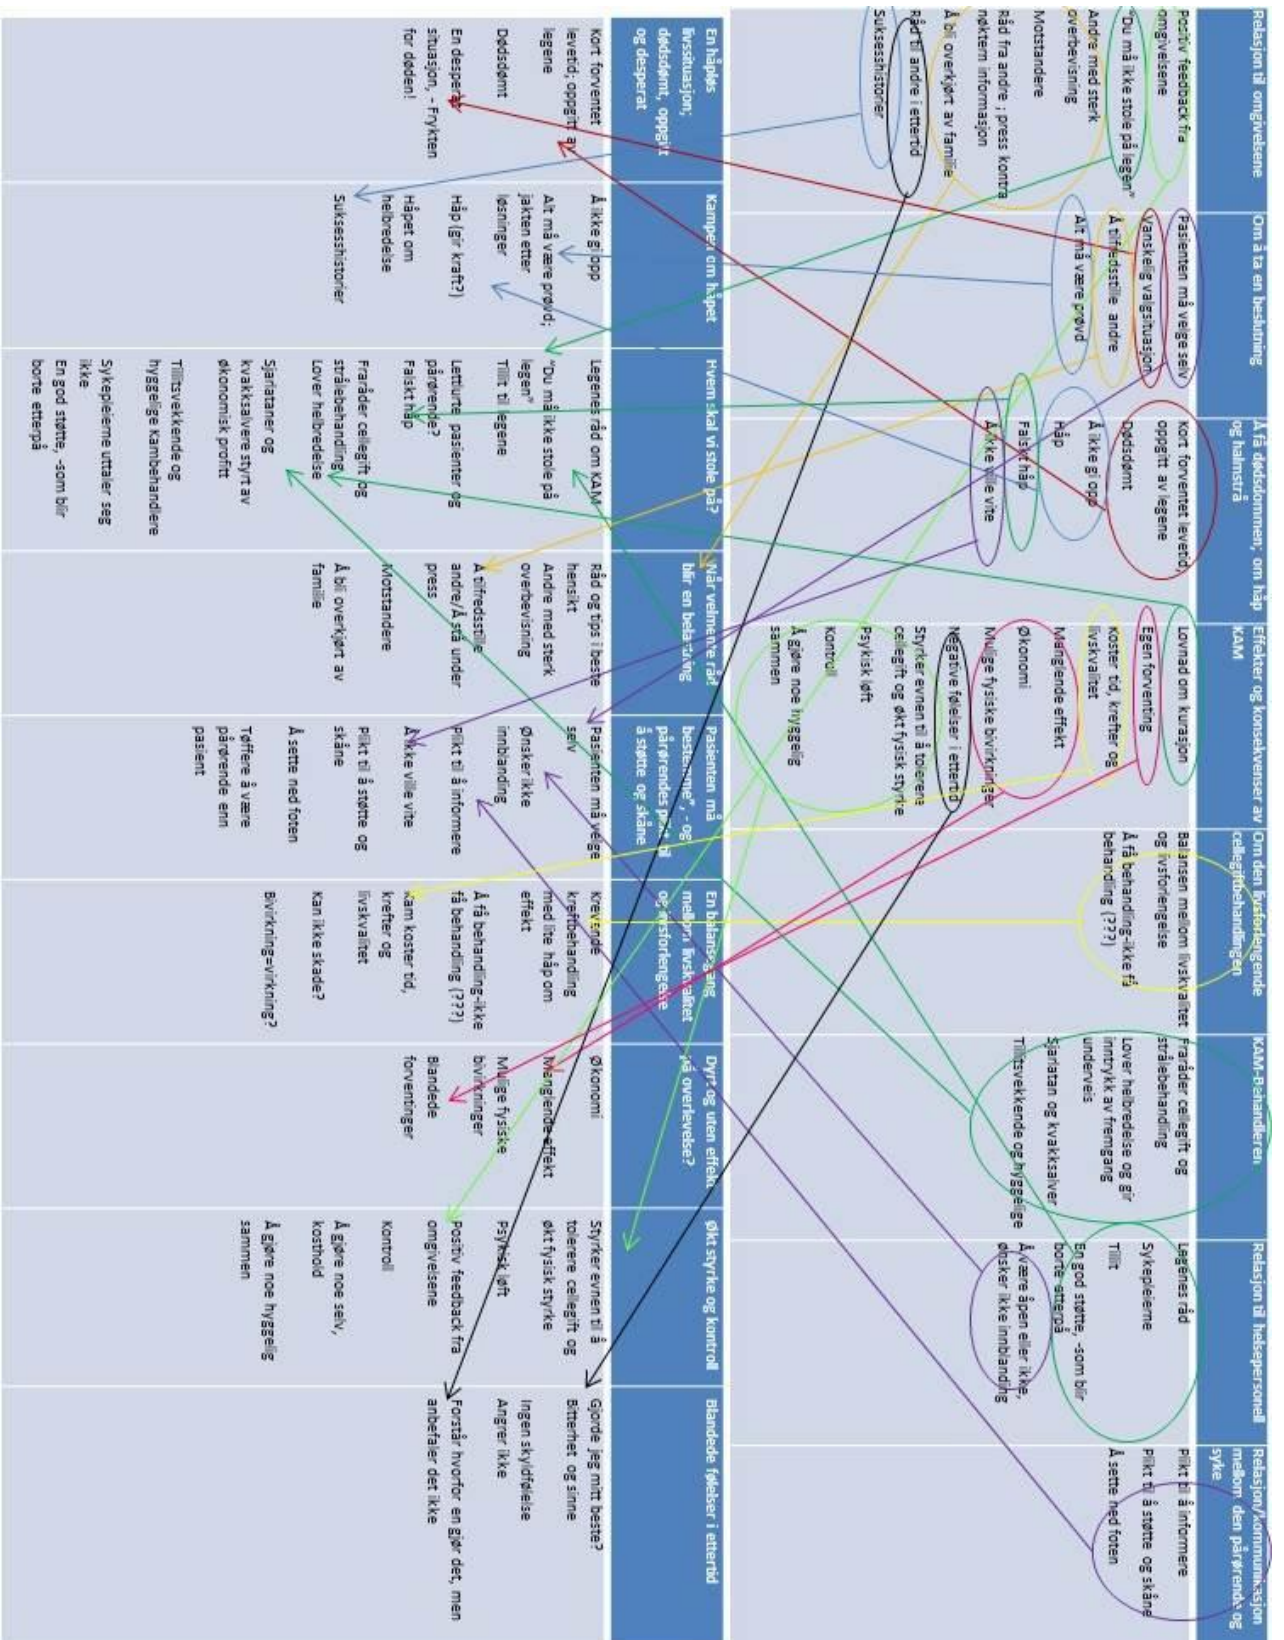 Relasjon til omgivelsene
Positiv feedback fra
omgivelsene
"Du må ikke stole på legen"
Andre med sterk
overbevisning
Motstandere
Råd fra andre ; press kontra
nøktern informasjon
Å bli overkjørt av familie
Råd til andre i ettertid
Suksesshistorier
Om å ta en beslutning
Pasienten må velge selv
Vanskelig valgsituasjon
Å tilfredsstille andre
Alt må være prøvd
Å få dødsdommen; om håp
og halmstrå
Kort forventet levetid,
oppgitt av legene
Dødsdømt
Å ikke gi opp
Håp
Falskt håp
Å ikke ville vite
Effekter og konsekvenser av
KAM
Lovnad om kurasjon
Egen forventing
Koster tid, krefter og
livskvalitet
Manglende effekt
Økonomi
Mulige fysiske bivirkninger
Negative følelser i ettertid
Styrker evnen til å tolerene
cellegift og økt fysisk styrke
Psykisk løft
Kontroll
Å gjøre noe hyggelig
sammen
Om den livsforlengende
cellegiftbehandlingen
Balansen mellom livskvalitet
og livsforlengelse
Å få behandling-ikke få
behandling (???)
KAM-Behandleren
Fraråder cellegift og
strålebehandling
Lover helbredelse og gir
inntrykk av fremgang
underveis
Sjarlatan og kvakksalver
Tillitsvekkende og hyggelige
Relasjon til helsepersonell
Legenes råd
Sykepleierne
Tillit
En god støtte, -som blir
borte etterpå
Å være åpen eller ikke,
ønsker ikke innblanding
Relasjon/kommunikasjon
mellom den pårørende og
syke
Plikt til å informere
Plikt til å støtte og skåne
Å sette ned foten
En håpløs
livssituasjon;
dødsdømt, oppgitt
og desperat
Kort forventet
levetid; oppgitt av
legene
Dødsdømt
En desperat
situasjon, - Frykten
for døden!
Kampen om håpet
Å ikke gi opp
Alt må være prøvd;
jakten etter
løsninger
Håp (gir kraft?)
Håpet om
helbredelse
Suksesshistorier
Hvem skal vi stole på?
Legenes råd om KAM
"Du må ikke stole på
legen"
Tillit til legene
Lettlurte pasienter og
pårørende?
Falskt håp
Fraråder cellegift og
strålebehandling
Lover helbredelse
Sjarlataner og
kvakksalvere styrt av
økonomisk profitt
Tillitsvekkende og
hyggelige Kambehandlere
Sykepleierne uttaler seg
ikke
En god støtte, -som blir
borte etterpå
Når velmente råd
blir en belastning
Råd og tips i beste
hensikt
Andre med sterk
overbevisning
Å tilfredsstille
andre/Å stå under
press
Motstandere
Å bli overkjørt av
familie
Pasienten må
bestemme", - og
pårørendes plikt til
å støtte og skåne
Pasienten må velge
selv
Ønsker ikke
innblanding
Plikt til å informere
Å ikke ville vite
Plikt til å støtte og
skåne
Å sette ned foten
Tøffere å være
pårørende enn
pasient
En balansegang
mellom livskvalitet
og livsforlengelse
Krevende
kreftbehandling
med lite håp om
effekt
Å få behandling-ikke
få behandling (???)
Kam koster tid,
krefter og
livskvalitet
Kan ikke skade?
Bivirkning=virkning?
Dyrt og uten effekt
på overlevelse?
Økonomi
Manglende effekt
Mulige fysiske
bivirkninger
Blandede
forventinger
Økt styrke og kontroll
Styrker evnen til å
tolerere cellegift og
økt fysisk styrke
Psykisk løft
Positiv feedback fra
omgivelsene
Kontroll
Å gjøre noe selv,
kosthold
Å gjøre noe hyggelig
sammen
Blandede følelser i ettertid
Gjorde jeg mitt beste?
Bitterhet og sinne
Ingen skyldfølelse
Angrer ikke
Forstår hvorfor en gjør det, men
anbefaler det ikke